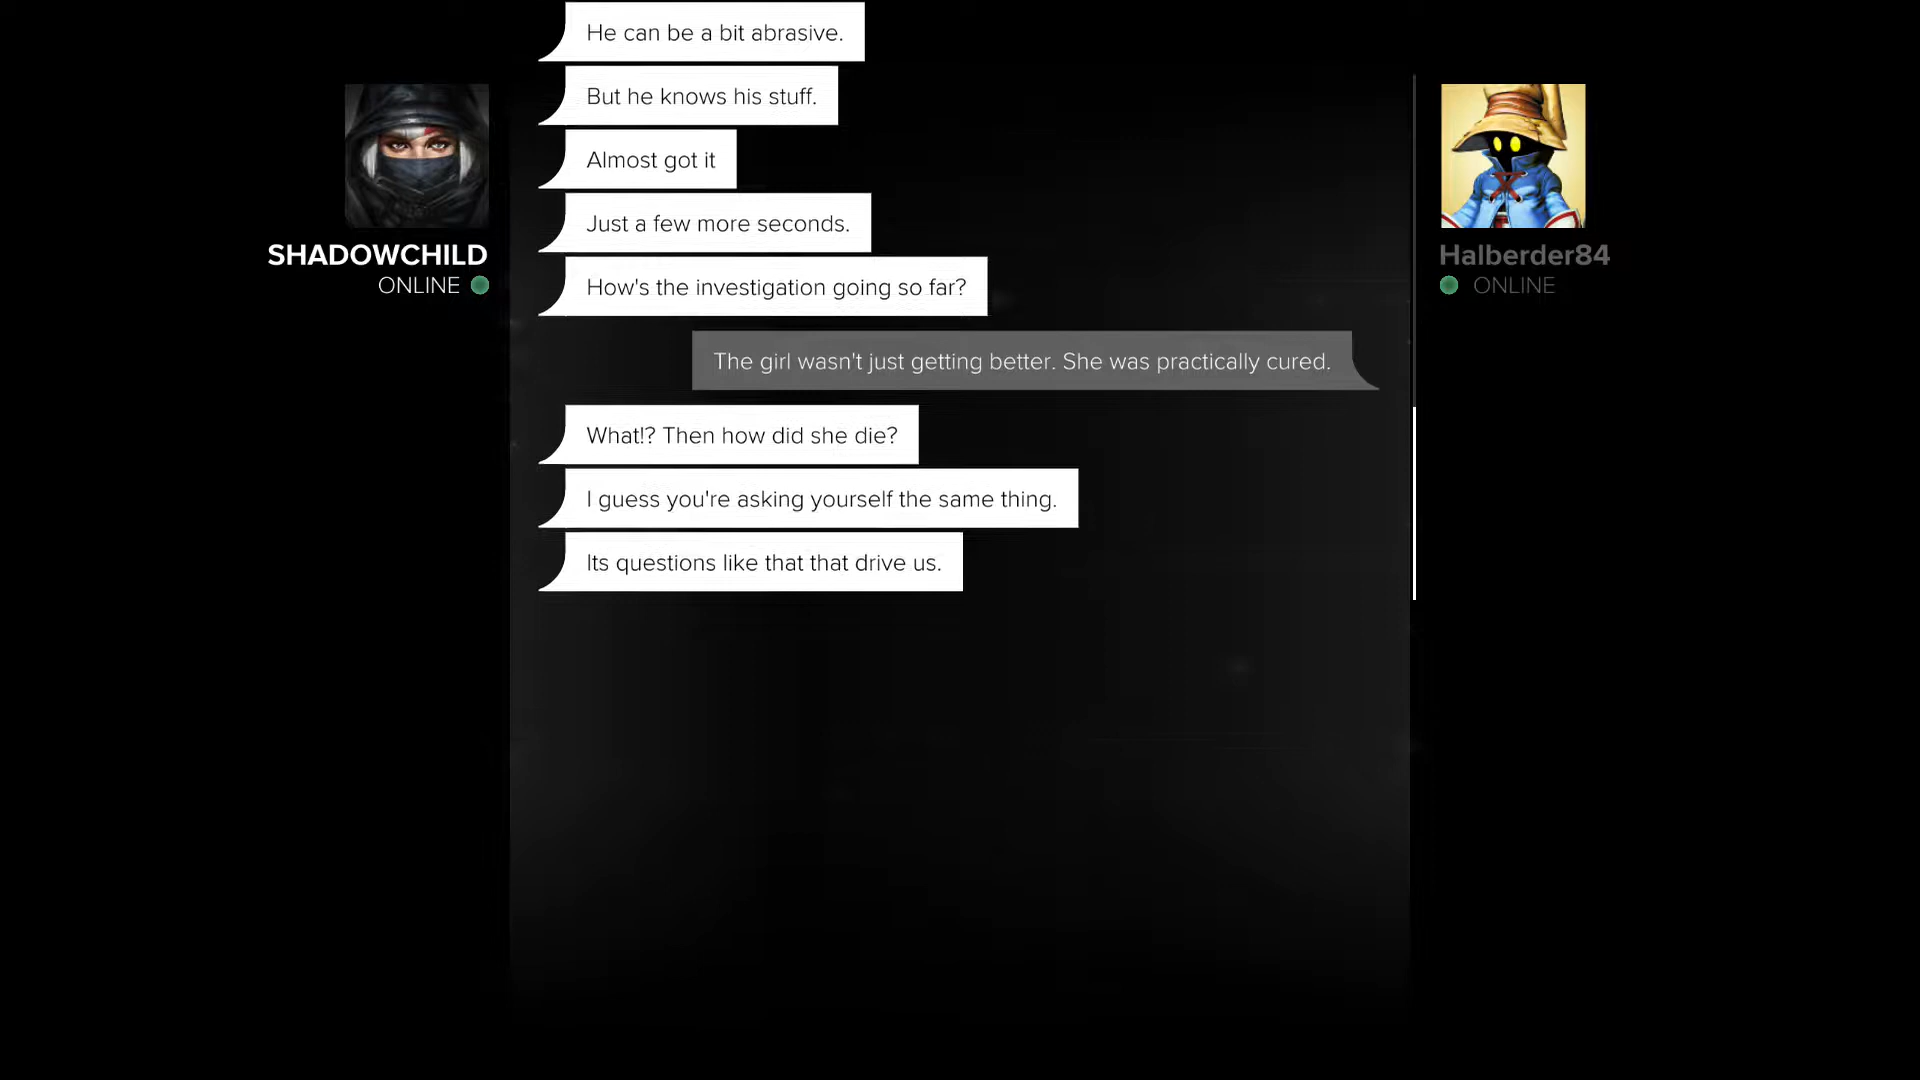 He can be a bit abrasive.
But he knows his stuff.
Almost got it
Just a few more seconds.
SHADOWCHILD
ONLINE
How's the investigation going so far?
Halberder84
ONLINE
The girl wasn't just getting better. She was practically cured.
What!? Then how did she die?
I guess you're asking yourself the same thing.
Its questions like that that drive us.